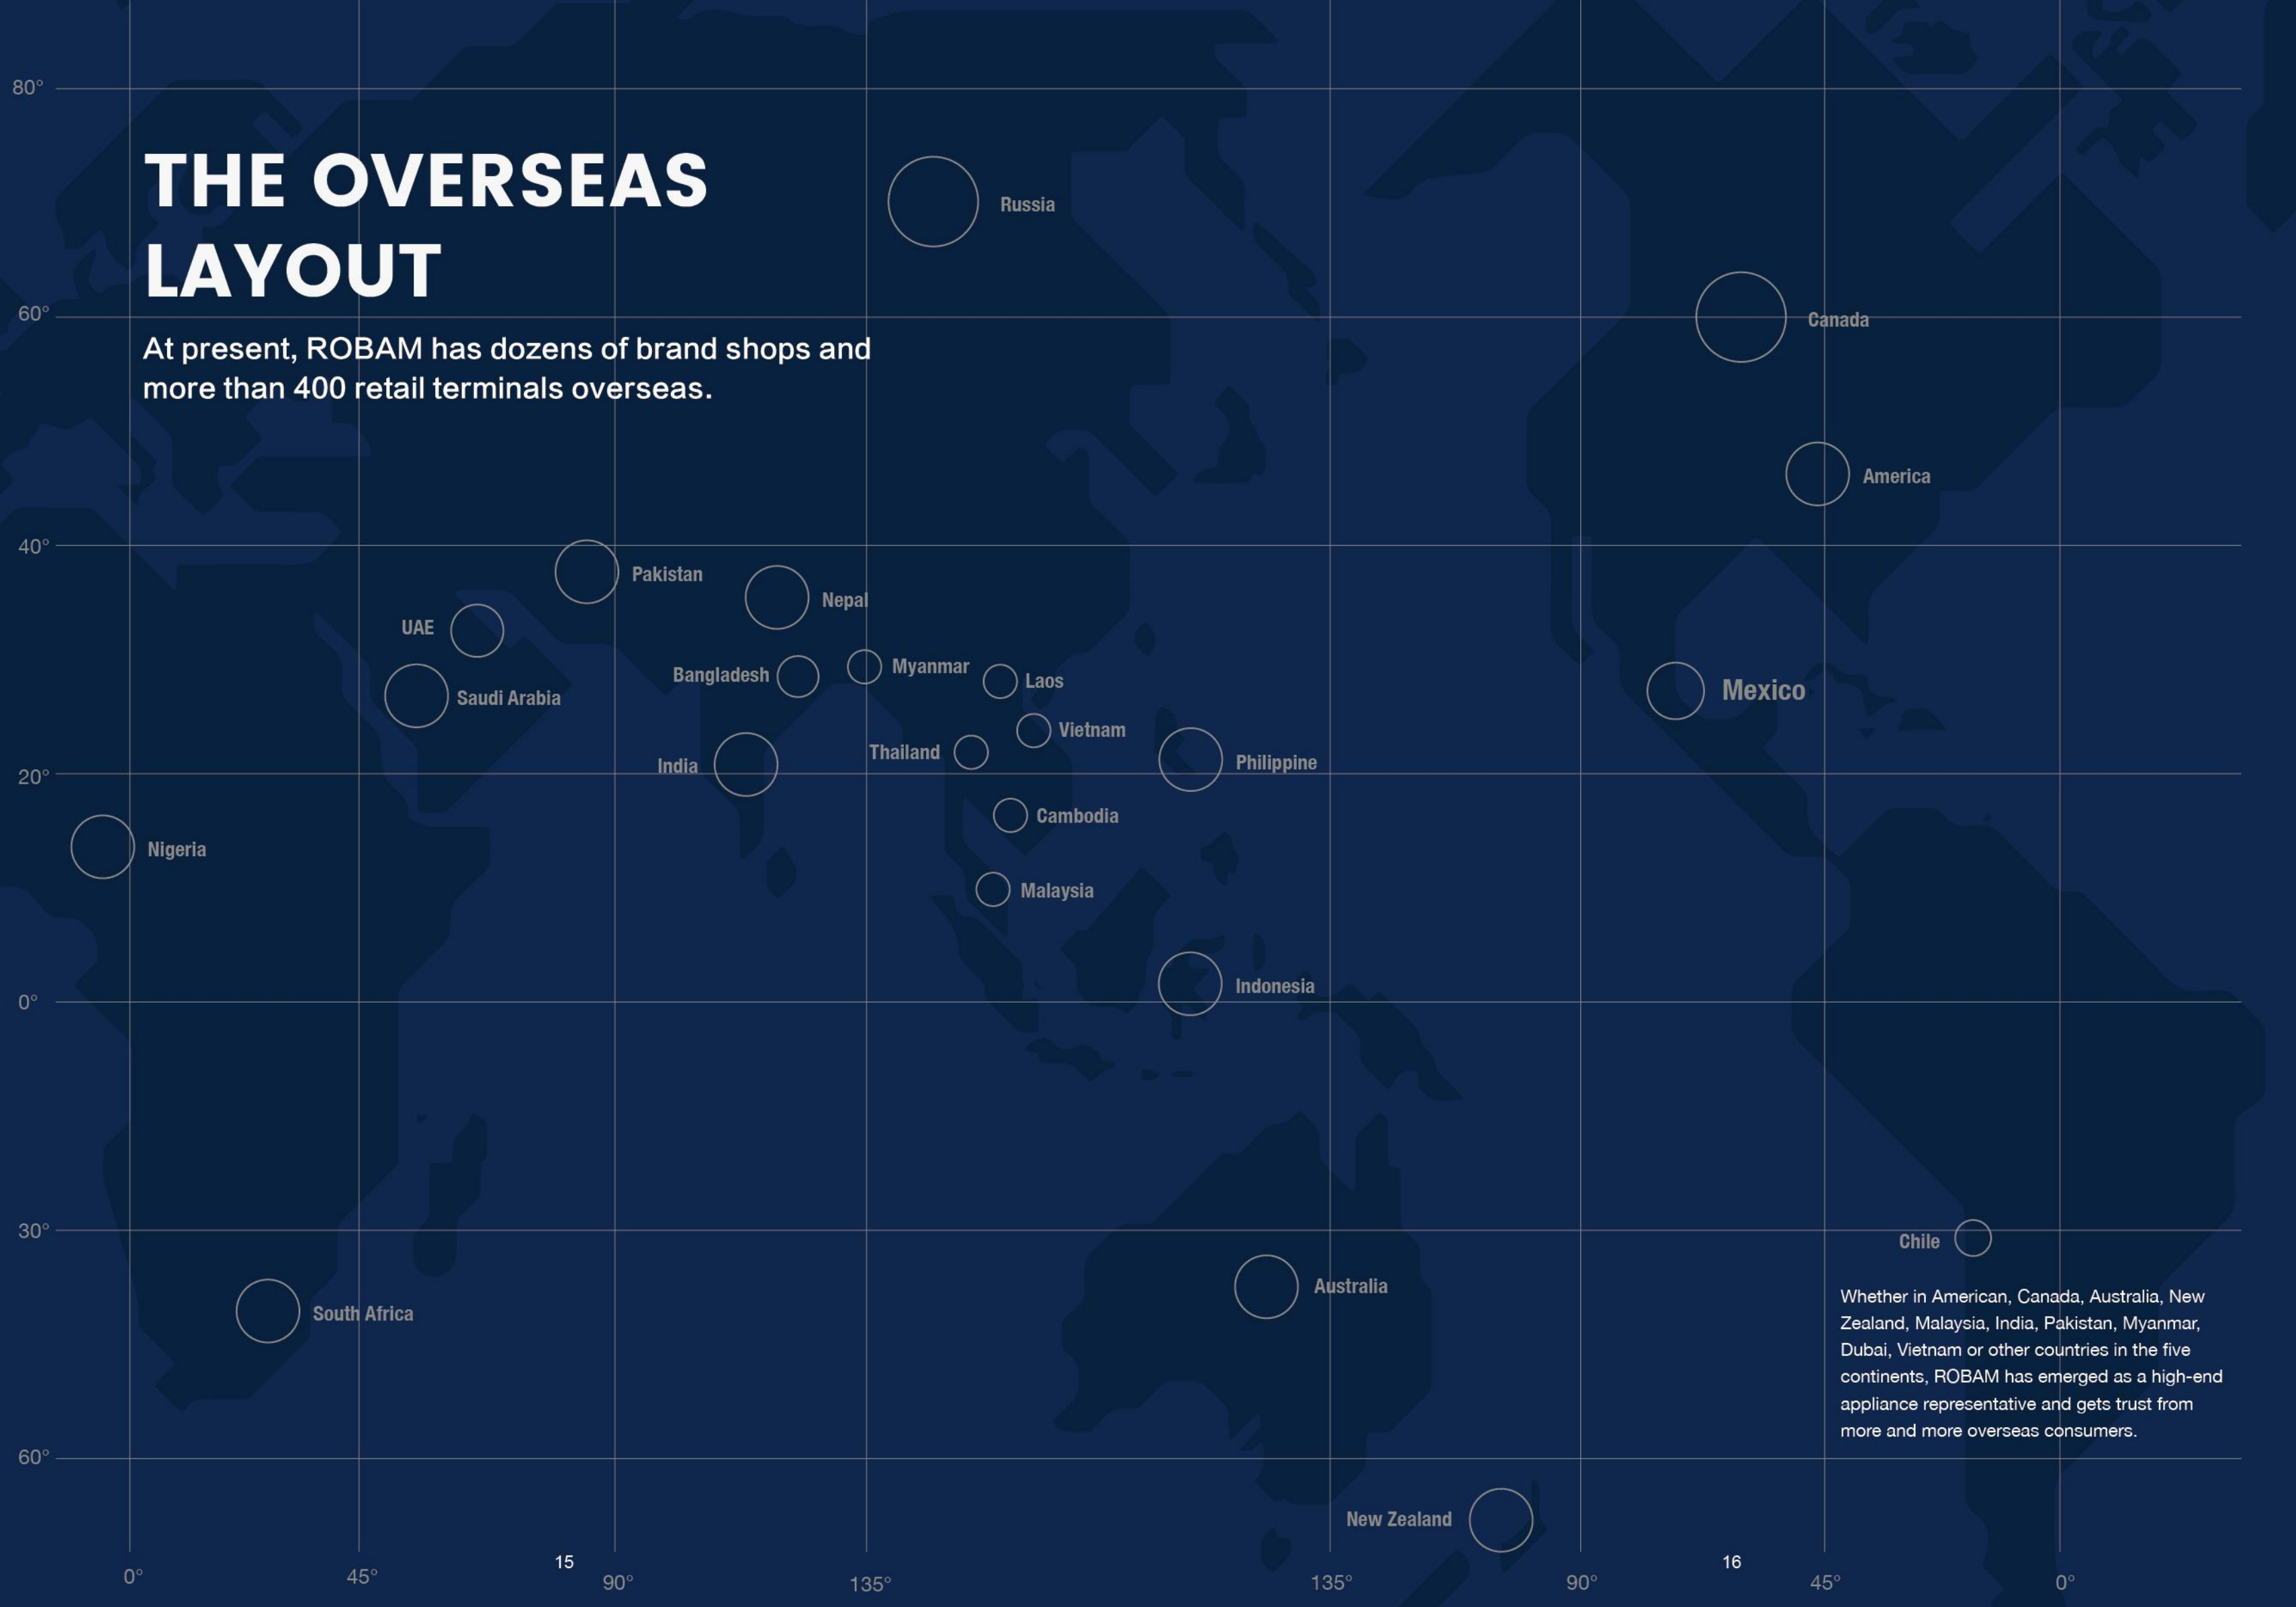 80°
THE OVERSEAS
LAYOUT
Russia
60°
Canada
At present, ROBAM has dozens of brand shops and
more than 400 retail terminals overseas.
America
40°
Pakistan
Nepal
UAE
Bangladesh
Myanmar
Laos
Saudi Arabia
Mexico
Vietnam
Thailand
India
Philippine
20°
Cambodia
Nigeria
Malaysia
Indonesia
0°
30°
Chile
Australia
South Africa
Whether in American, Canada, Australia, New
Zealand, Malaysia, India, Pakistan, Myanmar,
Dubai, Vietnam or other countries in the five
continents, ROBAM has emerged as a high-end
appliance representative and gets trust from
more and more overseas consumers.
60°
New Zealand
15
16
0°
45°
90°
135°
135°
90°
45°
0°